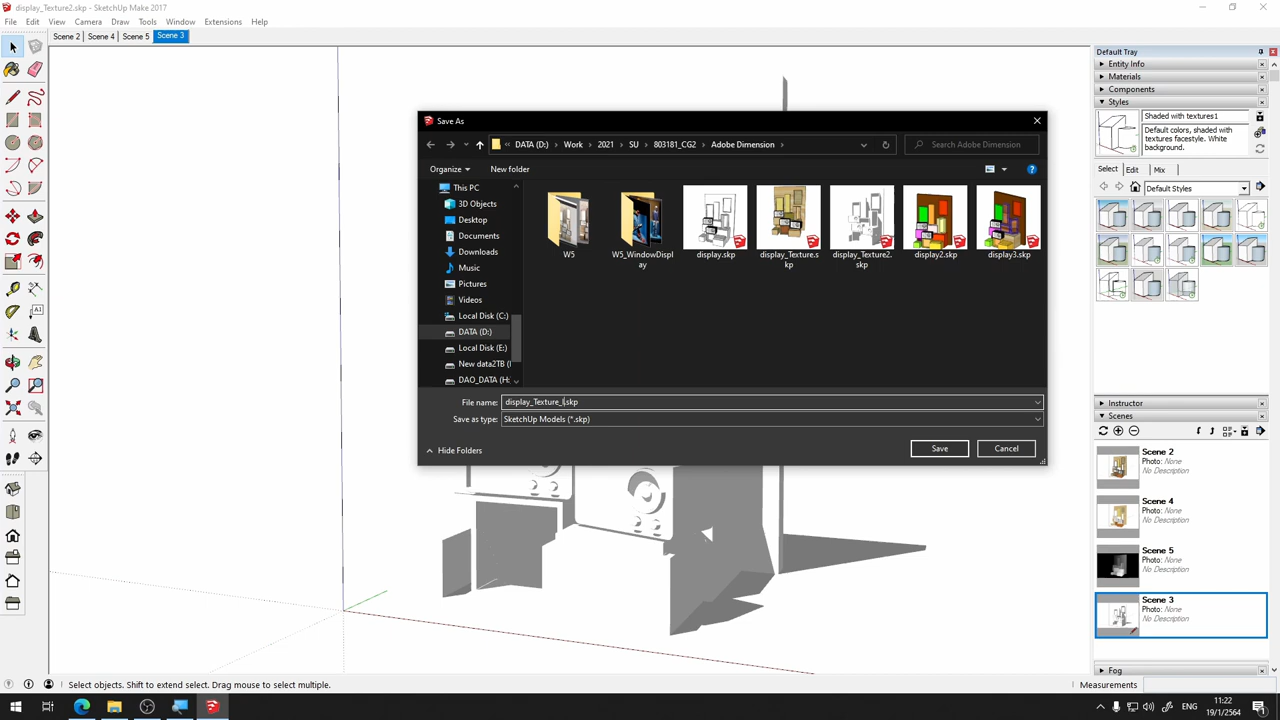 display_Texture2.skp - SketchUp Make 2017
File Edit View Camera Draw Tools Window Extensions Help
Scene 2 Scene 4 Scene 5 Scene 3
Save As
« DATA (D:) › Work › 2021 › SU › 803181_CG2 › Adobe Dimension ›
Search Adobe Dimension
Organize
New folder
This PC
3D Objects
Desktop
Documents
Downloads
Music
Pictures
Videos
Local Disk (C:)
DATA (D:)
Local Disk (E:)
New data2TB (
DAO_DATA (H:
W5
W5_WindowDispl
ay
display.skp
display_Texture.s
kp
display_Texture2.
skp
display2.skp
display3.skp
File name: display_Texture_.skp
Save as type: SketchUp Models (*.skp)
Hide Folders
Save
Cancel
Default Tray
Entity Info
Materials
Components
Styles
Shaded with textures1
Default colors, shaded with
textures facestyle. White
background.
Select Edit Mix
Default Styles
Instructor
Scenes
Scene 2
Photo: None
No Description
Scene 4
Photo: None
No Description
Scene 5
Photo: None
No Description
Scene 3
Photo: None
No Description
Fog
Select objects. Shift to extend select. Drag mouse to select multiple.
Measurements
ENG
11:22
19/1/2564